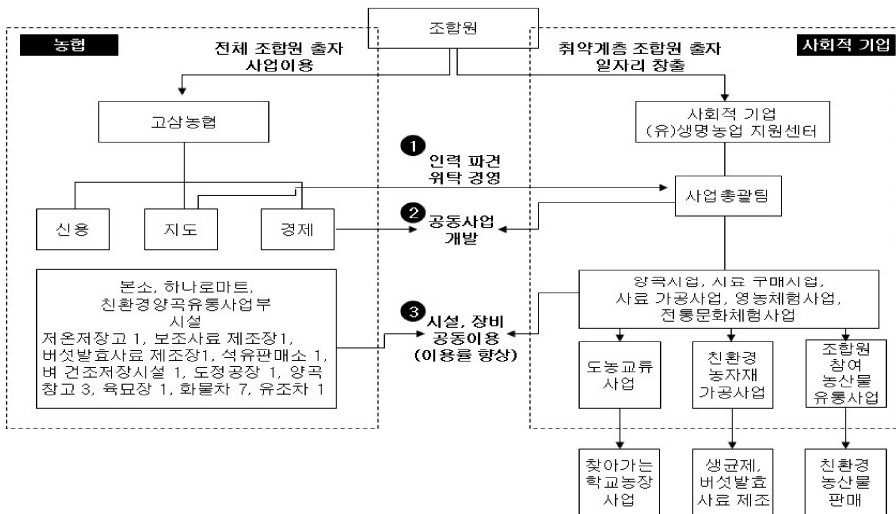 조합원
농협
전체 조합원 출자
사업이용
취약계층 조합원 출자
일자리 창출
사회적 기업
고삼농협
사회적 기업
(유)생명농업 지원센터
❶
인력 파견
위탁 경영
사업총괄팀
신용
지도
경제
❷
공동사업
개발
본소, 하나로마트,
친환경양곡유통사업부
시설
저온저장고 1, 보조사료 제조장1,
버섯발효사료 제조장1, 석유판매소 1,
벼 건조저장시설 1, 도정공장 1, 양곡
창고 3, 육묘장 1, 화물차 7, 유조차 1
❸
시설, 장비
공동이용
(이용률 향상)
양곡사업, 사료 구매사업,
사료 가공사업, 영농체험사업,
전통문화체험사업
도농교류
사업
친환경
농자재
가공사업
조합원
참여
농산물
유통사업
찾아가는
학교농장
사업
생균제,
버섯발효
사료 제조
친환경
농산물
판매